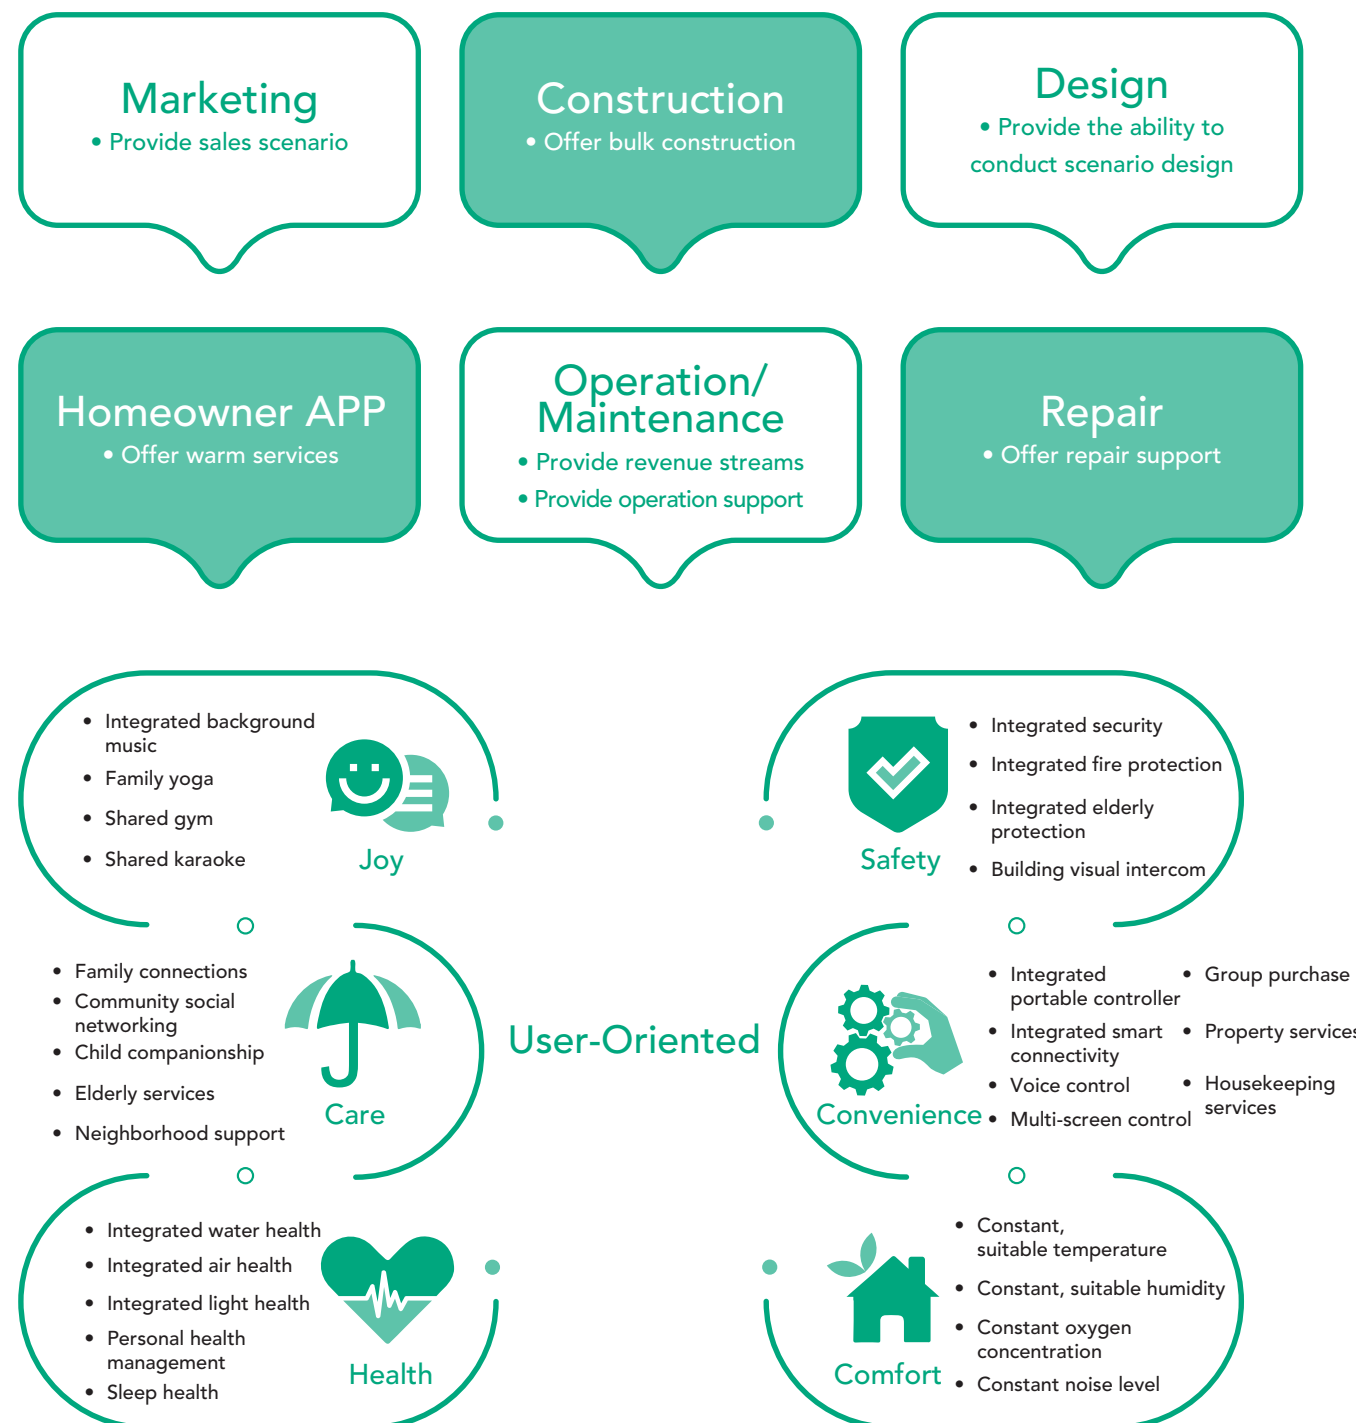 Marketing
• Provide sales scenario
Construction
• Offer bulk construction
Design
• Provide the ability to
conduct scenario design
Homeowner APP
• Offer warm services
Operation/
Maintenance
• Provide revenue streams
• Provide operation support
Repair
• Offer repair support
• Integrated background
music
• Family yoga
• Shared gym
• Shared karaoke
Joy
• Integrated security
• Integrated fire protection
• Integrated elderly
protection
• Building visual intercom
Safety
• Family connections
• Community social
networking
• Child companionship
• Elderly services
• Neighborhood support
Care
User-Oriented
• Integrated
portable controller
• Integrated smart
connectivity
• Voice control
• Multi-screen control
• Group purchase
• Property services
• Housekeeping
services
Convenience
• Integrated water health
• Integrated air health
• Integrated light health
• Personal health
management
• Sleep health
Health
• Constant,
suitable temperature
• Constant, suitable humidity
• Constant oxygen
concentration
• Constant noise level
Comfort